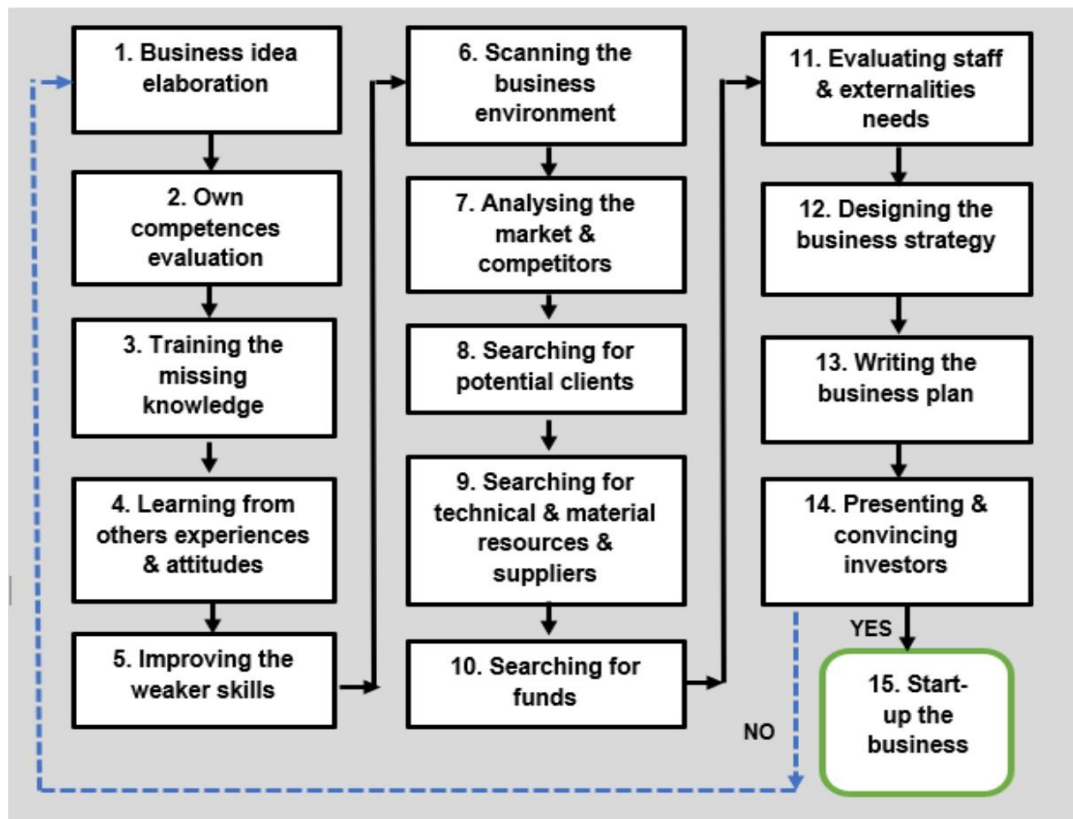 1. Business idea
elaboration
2. Own
competences
evaluation
3. Training the
missing
knowledge
4. Learning from
others experiences
& attitudes
5. Improving the
weaker skills
6. Scanning the
business
environment
7. Analysing the
market &
competitors
8. Searching for
potential clients
9. Searching for
technical & material
resources &
suppliers
10. Searching for
funds
11. Evaluating staff
& externalities
needs
12. Designing the
business strategy
13. Writing the
business plan
14. Presenting &
convincing
investors
YES
NO
15. Start-
up the
business